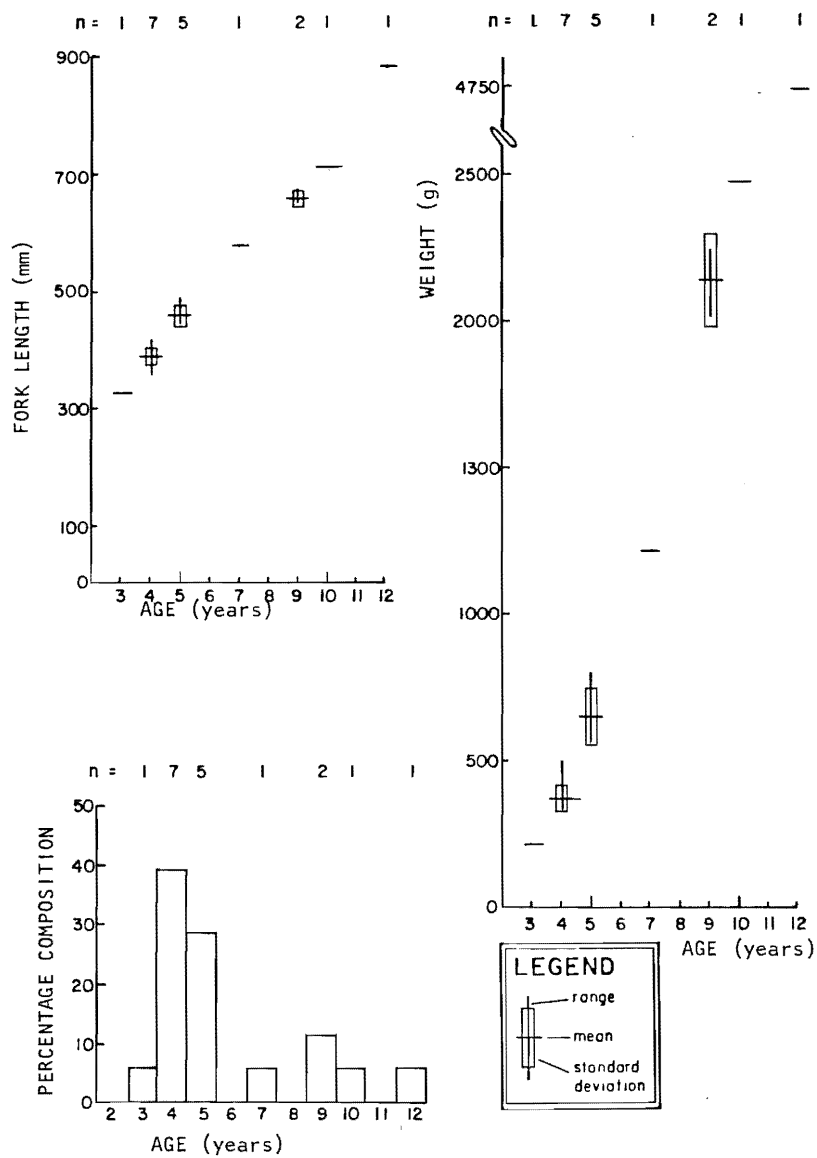 n = 1 7 5 1 2 1 1
900
700
500
300
100
0
FORK LENGTH (mm)
3 4 5 6 7 8 9 10 11 12
AGE (years)
n = 1 7 5 1 2 1 1
4750
2500
2000
1300
1000
500
0
WEIGHT (g)
3 4 5 6 7 8 9 10 11 12
AGE (years)
n = 1 7 5 1 2 1 1
50
40
30
20
10
0
PERCENTAGE COMPOSITION
2 3 4 5 6 7 8 9 10 11 12
AGE (years)
LEGEND
range
mean
standard
deviation